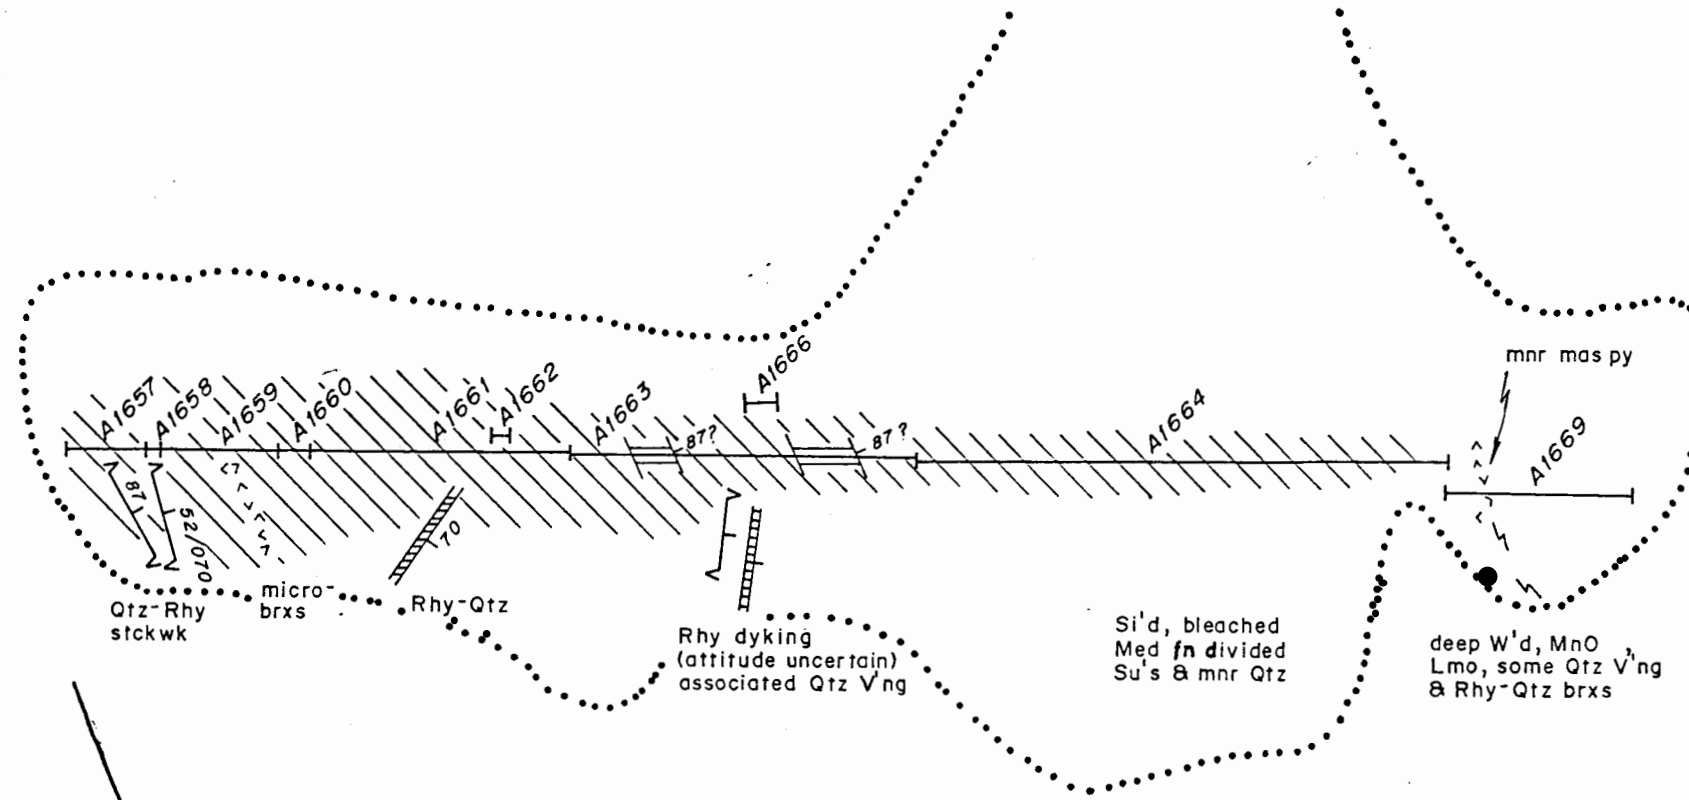 A1666
mnr mas py
A1657
A1658
A1659
A1660
A1661
A1662
A1663
87?
87?
A1664
A1669
87
52/070
70
Qtz-Rhy
stckwk
micro-
brxs
Rhy-Qtz
Rhy dyking
(attitude uncertain)
associated Qtz V'ng
Si'd, bleached
Med fn divided
Su's & mnr Qtz
deep W'd, MnO,
Lmo, some Qtz V'ng
& Rhy-Qtz brxs